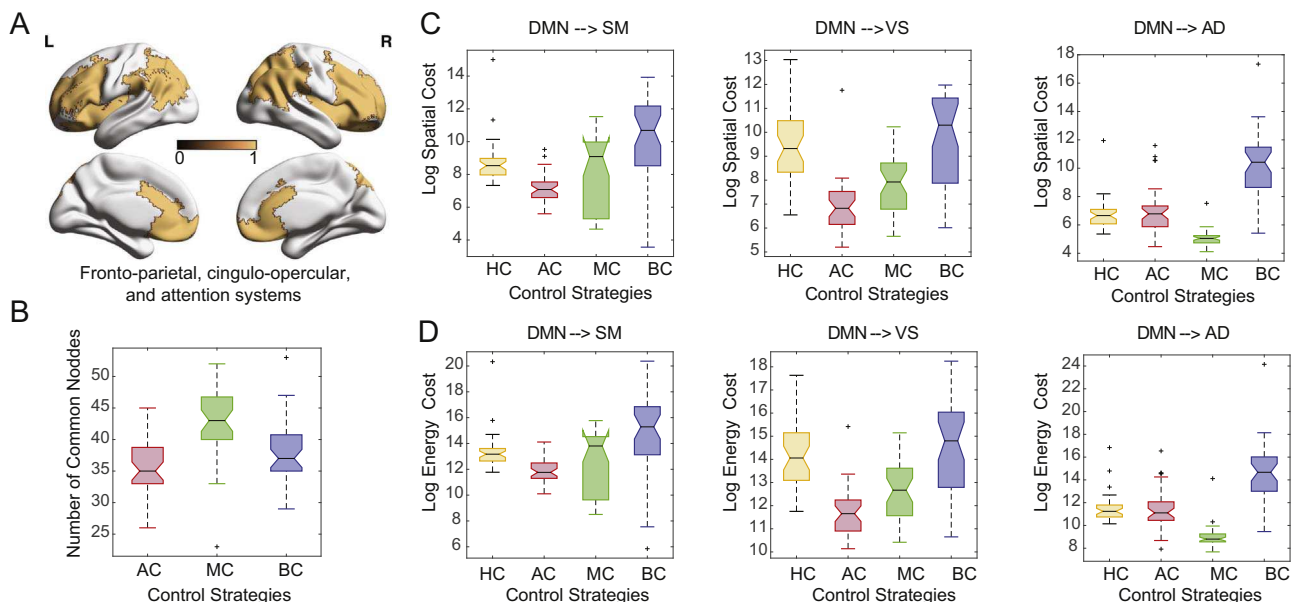 A
L
R
0
1
Fronto-parietal, cingulo-opercular,
and attention systems
B
Number of Common Noddes
50
45
40
35
30
25
AC
MC
BC
Control Strategies
C
DMN --> SM
Log Spatial Cost
14
12
10
8
6
4
HC
AC
MC
BC
Control Strategies
DMN --> VS
Log Spatial Cost
13
12
11
10
9
8
7
6
5
HC
AC
MC
BC
Control Strategies
DMN --> AD
Log Spatial Cost
18
16
14
12
10
8
6
4
HC
AC
MC
BC
Control Strategies
D
DMN --> SM
Log Energy Cost
20
18
16
14
12
10
8
6
HC
AC
MC
BC
Control Strategies
DMN --> VS
Log Energy Cost
18
17
16
15
14
13
12
11
10
HC
AC
MC
BC
Control Strategies
DMN --> AD
Log Energy Cost
24
22
20
18
16
14
12
10
8
HC
AC
MC
BC
Control Strategies